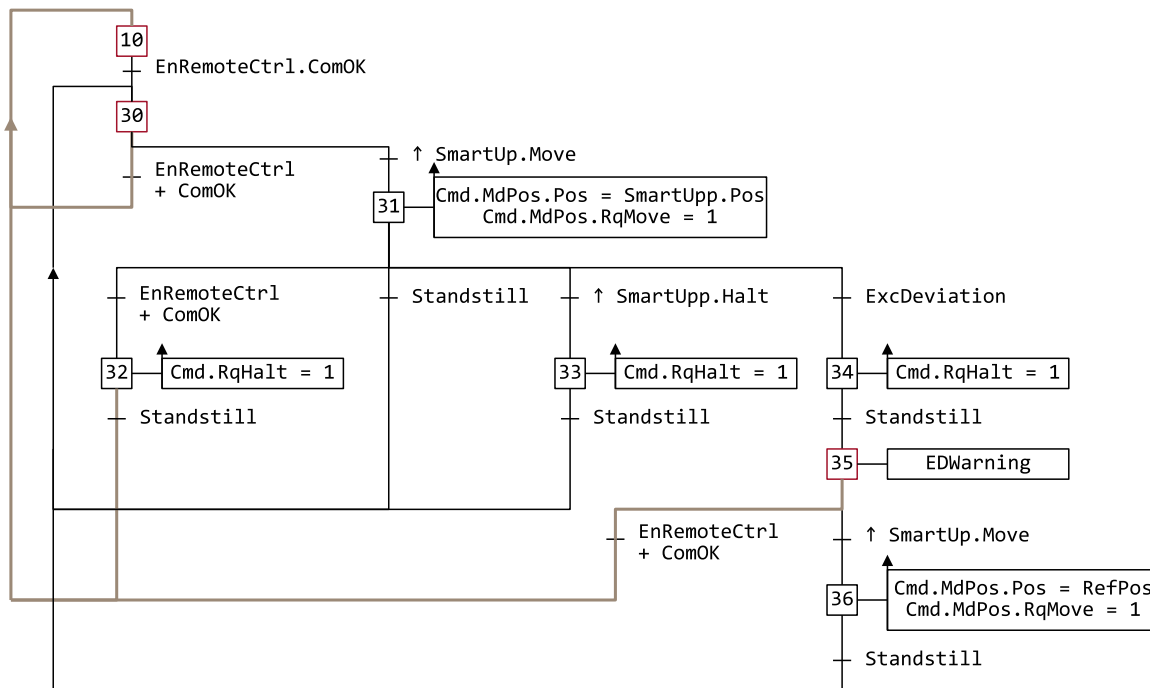 10
EnRemoteCtrl.ComOK
30
EnRemoteCtrl
+ ComOK
↑ SmartUp.Move
31
Cmd.MdPos.Pos = SmartUpp.Pos
Cmd.MdPos.RqMove = 1
EnRemoteCtrl
+ ComOK
Standstill
↑ SmartUpp.Halt
ExcDeviation
32
Cmd.RqHalt = 1
33
Cmd.RqHalt = 1
34
Cmd.RqHalt = 1
Standstill
Standstill
Standstill
35
EDWarning
EnRemoteCtrl
+ ComOK
↑ SmartUp.Move
36
Cmd.MdPos.Pos = RefPos
Cmd.MdPos.RqMove = 1
Standstill